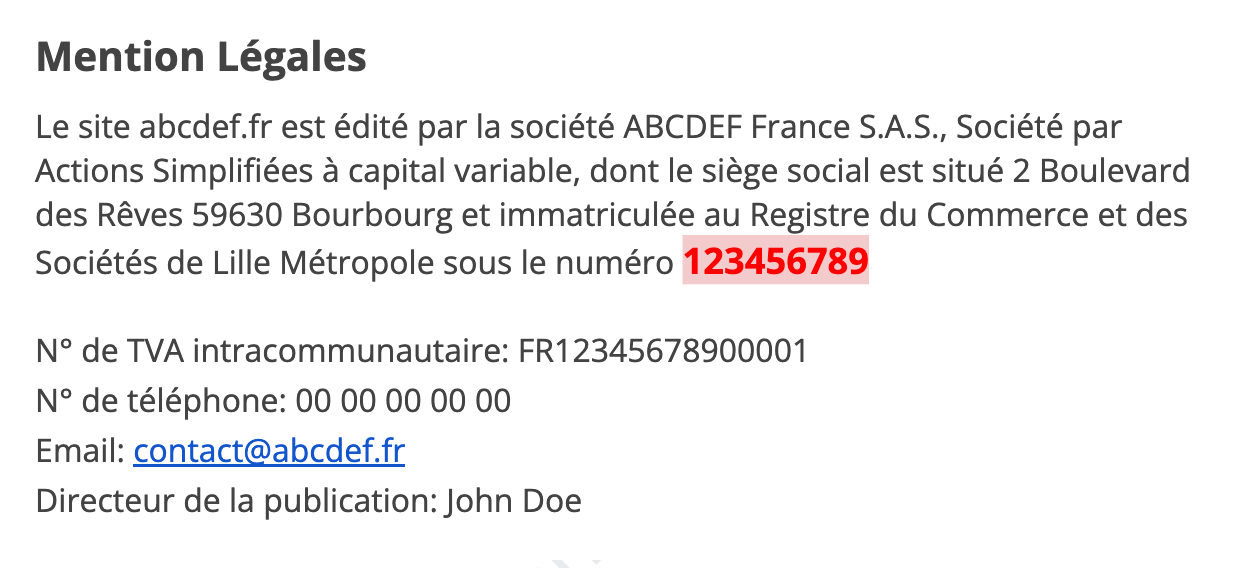 Mention Légales
Le site abcdef.fr est édité par la société ABCDEF France S.A.S., Société par
Actions Simplifiées à capital variable, dont le siège social est situé 2 Boulevard
des Rêves 59630 Bourbourg et immatriculée au Registre du Commerce et des
Sociétés de Lille Métropole sous le numéro 123456789
N° de TVA intracommunautaire: FR12345678900001
N° de téléphone: 00 00 00 00 00
Email: contact@abcdef.fr
Directeur de la publication: John Doe